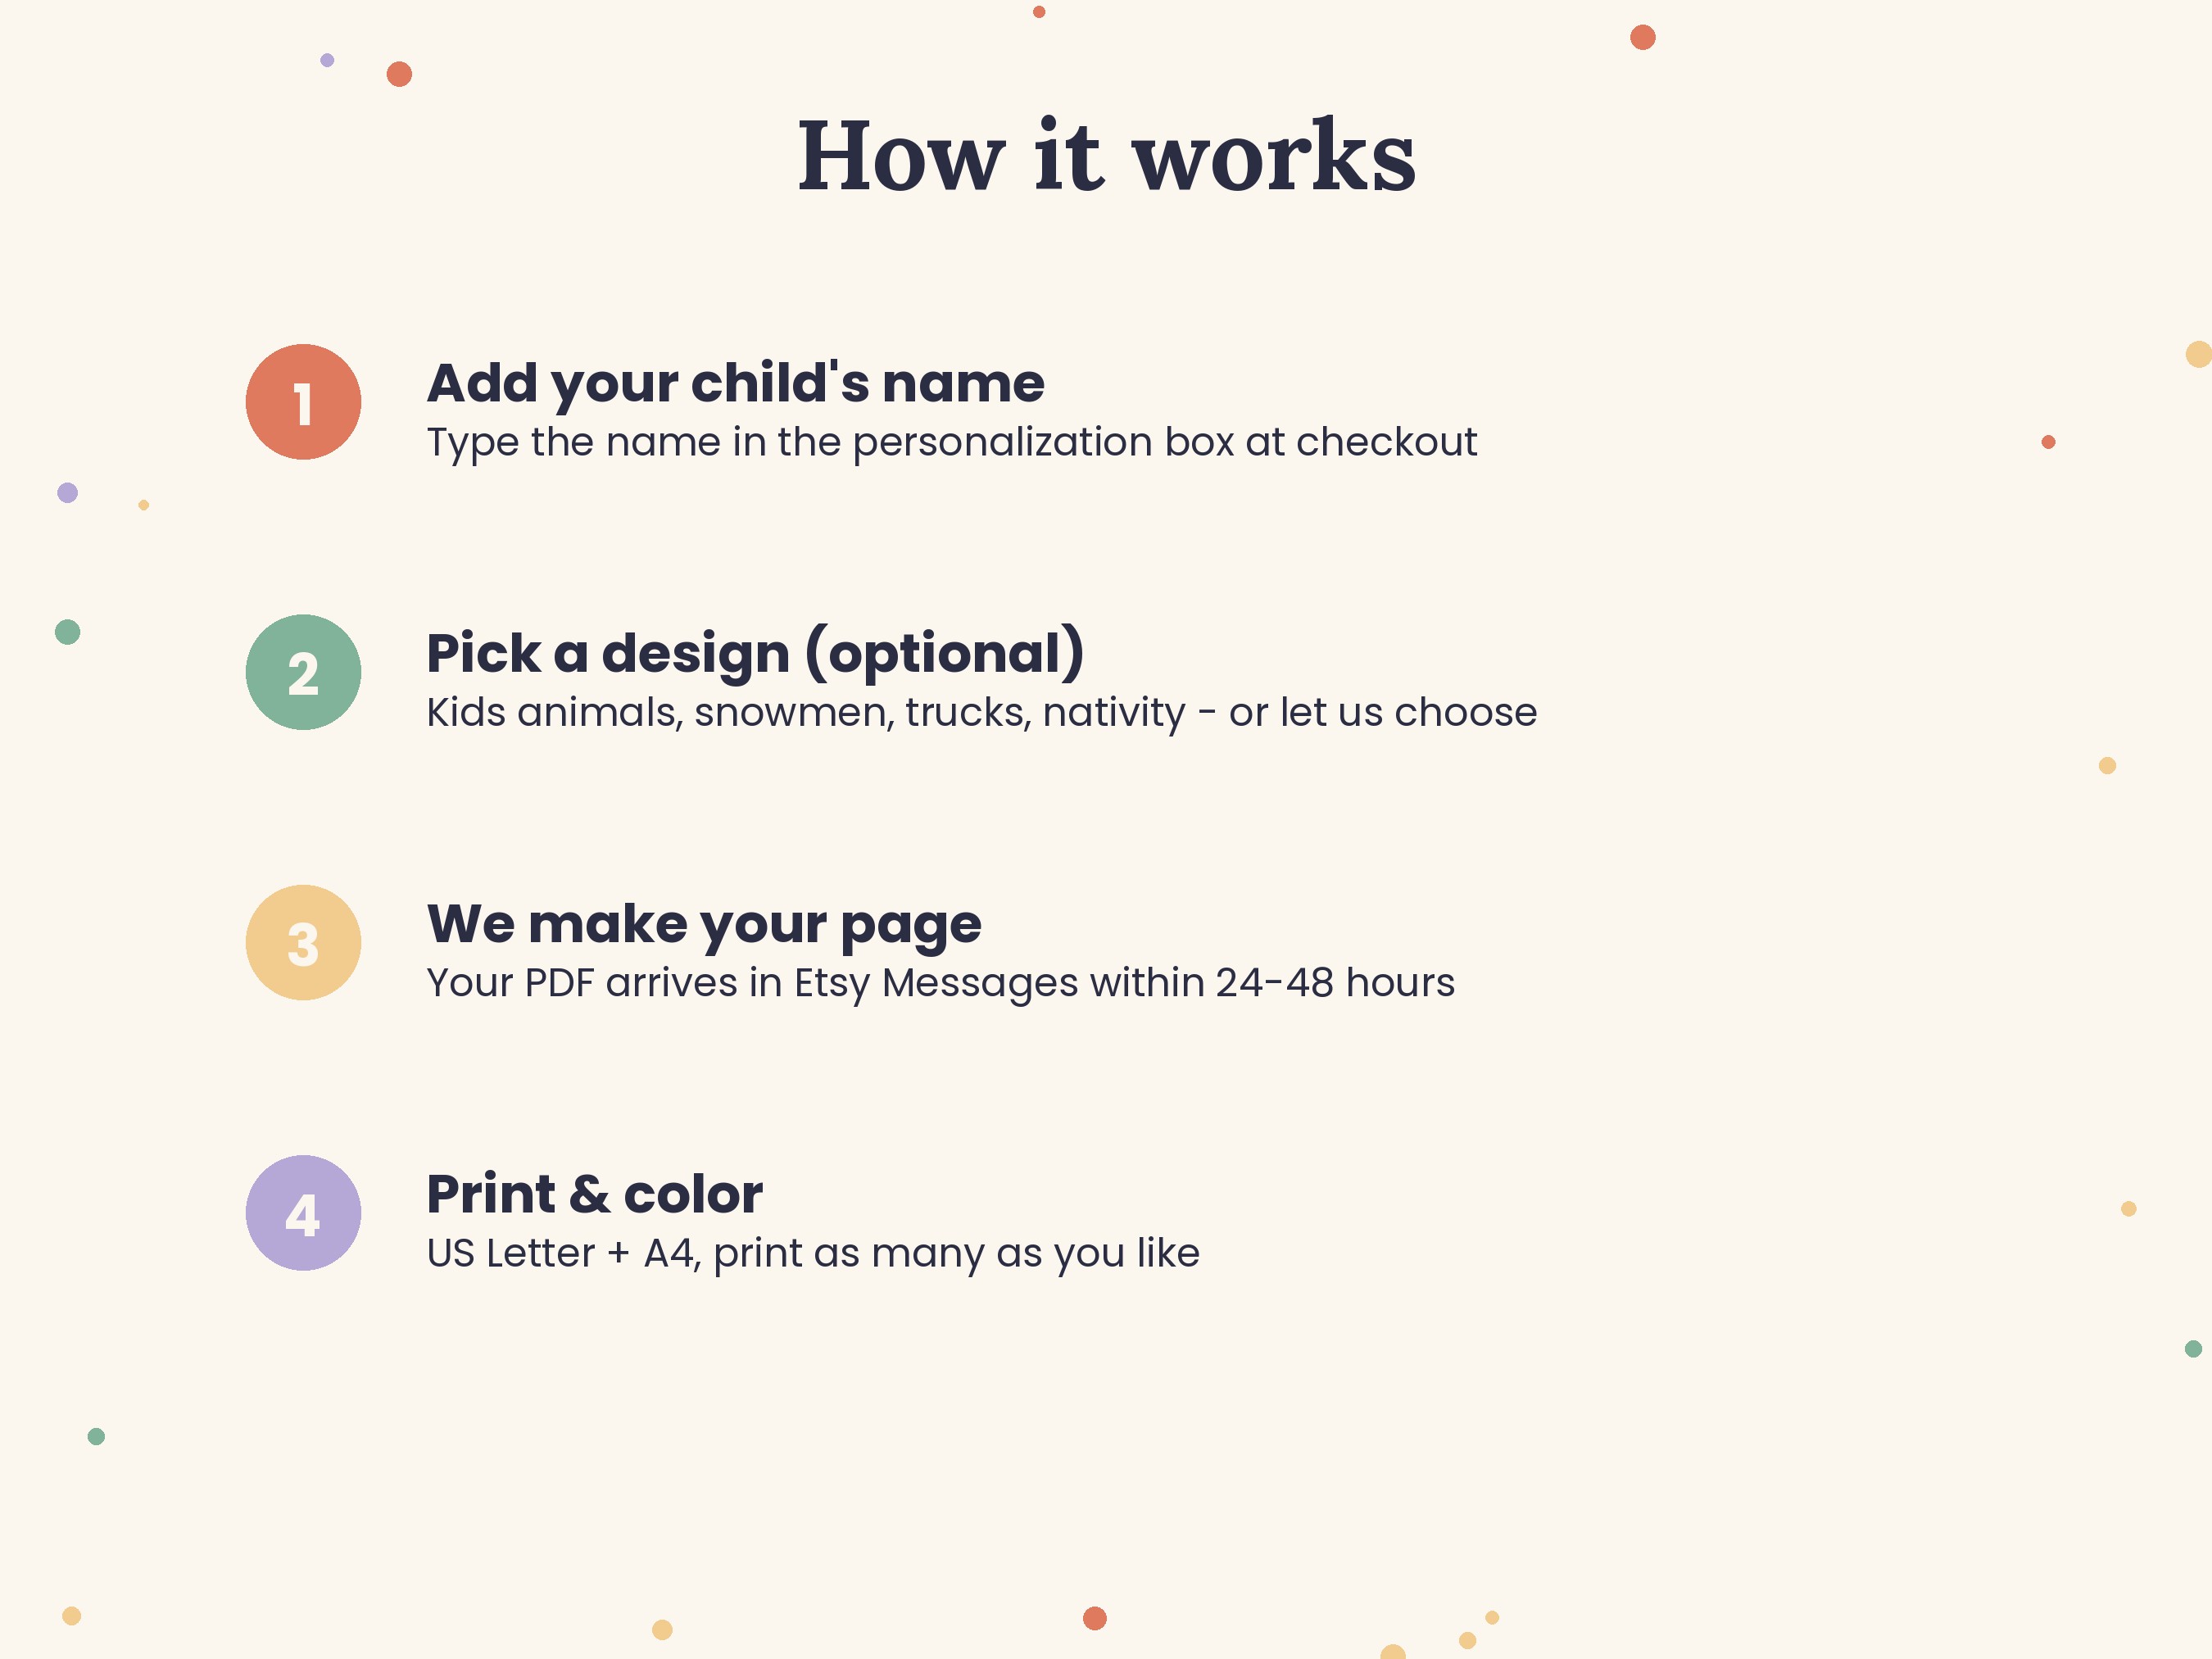 How it works
1
Add your child's name
Type the name in the personalization box at checkout
2
Pick a design (optional)
Kids animals, snowmen, trucks, nativity - or let us choose
3
We make your page
Your PDF arrives in Etsy Messages within 24-48 hours
4
Print & color
US Letter + A4, print as many as you like